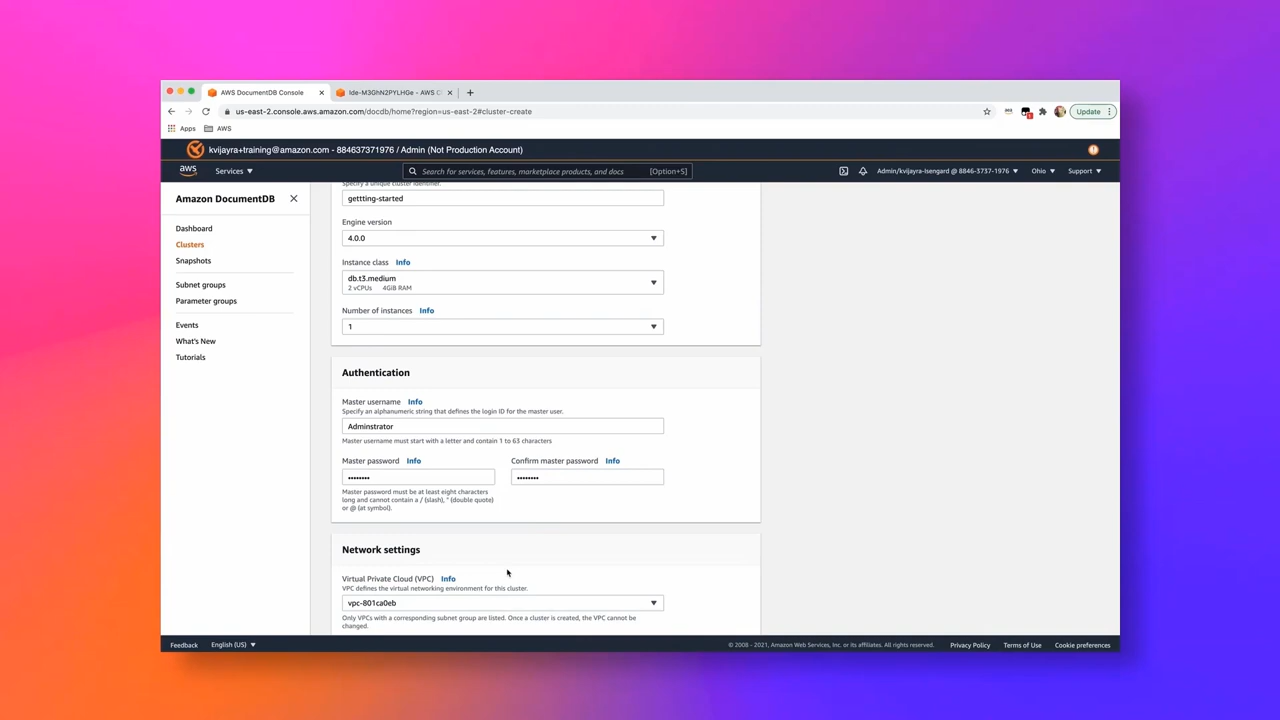 AWS DocumentDB Console
Ide-M3GhN2PYLHGe - AWS C
us-east-2.console.aws.amazon.com/docdb/home?region=us-east-2#cluster-create
Update
Apps
AWS
kvijayra+training@amazon.com - 884637371976 / Admin (Not Production Account)
aws
Services
Search for services, features, marketplace products, and docs
[Option+S]
Admin/kvijayra-Isengard @ 8846-3737-1976
Ohio
Support
Amazon DocumentDB
Dashboard
Clusters
Snapshots
Subnet groups
Parameter groups
Events
What's New
Tutorials
Specify a unique cluster identifier.
gettting-started
Engine version
4.0.0
Instance class Info
db.t3.medium
2 vCPUs 4GiB RAM
Number of instances Info
1
Authentication
Master username Info
Specify an alphanumeric string that defines the login ID for the master user.
Adminstrator
Master username must start with a letter and contain 1 to 63 characters
Master password Info
Confirm master password Info
••••••••
••••••••
Master password must be at least eight characters
long and cannot contain a / (slash), " (double quote)
or @ (at symbol).
Network settings
Virtual Private Cloud (VPC) Info
VPC defines the virtual networking environment for this cluster.
vpc-801ca0eb
Only VPCs with a corresponding subnet group are listed. Once a cluster is created, the VPC cannot be
changed.
Feedback
English (US)
© 2008 - 2021, Amazon Web Services, Inc. or its affiliates. All rights reserved.
Privacy Policy
Terms of Use
Cookie preferences